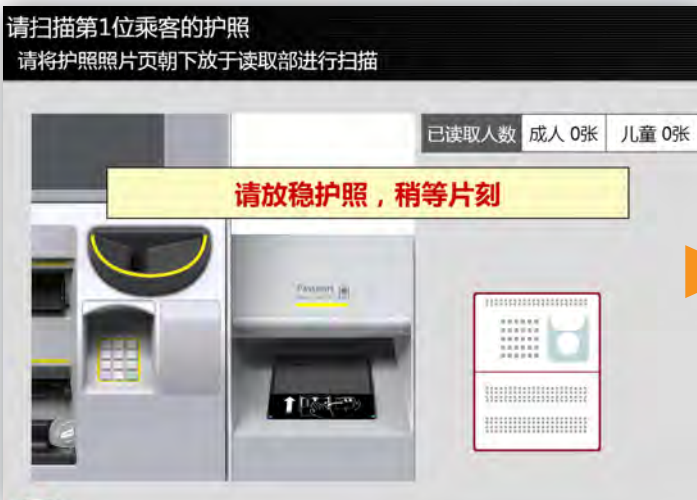 请扫描第1位乘客的护照
请将护照照片页朝下放于读取部进行扫描
已读取人数 成人 0张 儿童 0张
请放稳护照，稍等片刻
Passport